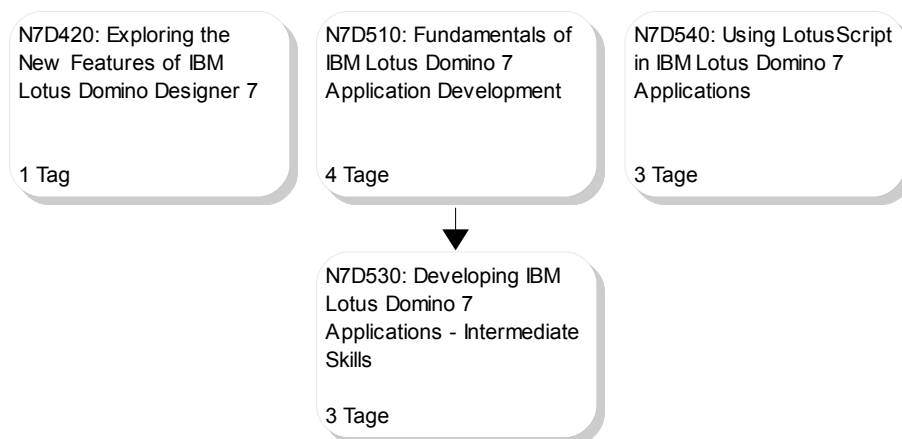 N7D420: Exploring the
New Features of IBM
Lotus Domino Designer 7
1 Tag
N7D510: Fundamentals of
IBM Lotus Domino 7
Application Development
4 Tage
N7D540: Using LotusScript
in IBM Lotus Domino 7
Applications
3 Tage
N7D530: Developing IBM
Lotus Domino 7
Applications - Intermediate
Skills
3 Tage